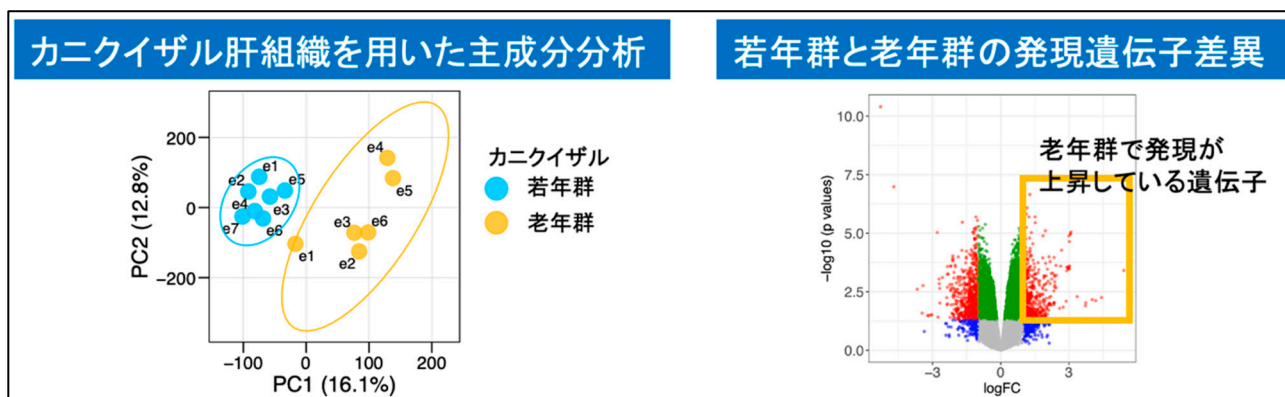 カニクイザル肝組織を用いた主成分分析
200
0
−200
PC2 (12.8%)
e1
e2
e5
e4
e3
e7
e6
e4
e5
e3
e6
e1
e2
−100
0
100
200
PC1 (16.1%)
カニクイザル
若年群
老年群
若年群と老年群の発現遺伝子差異
10.0
7.5
5.0
2.5
0.0
−log10 (p values)
老年群で発現が
上昇している遺伝子
−3
0
3
logFC